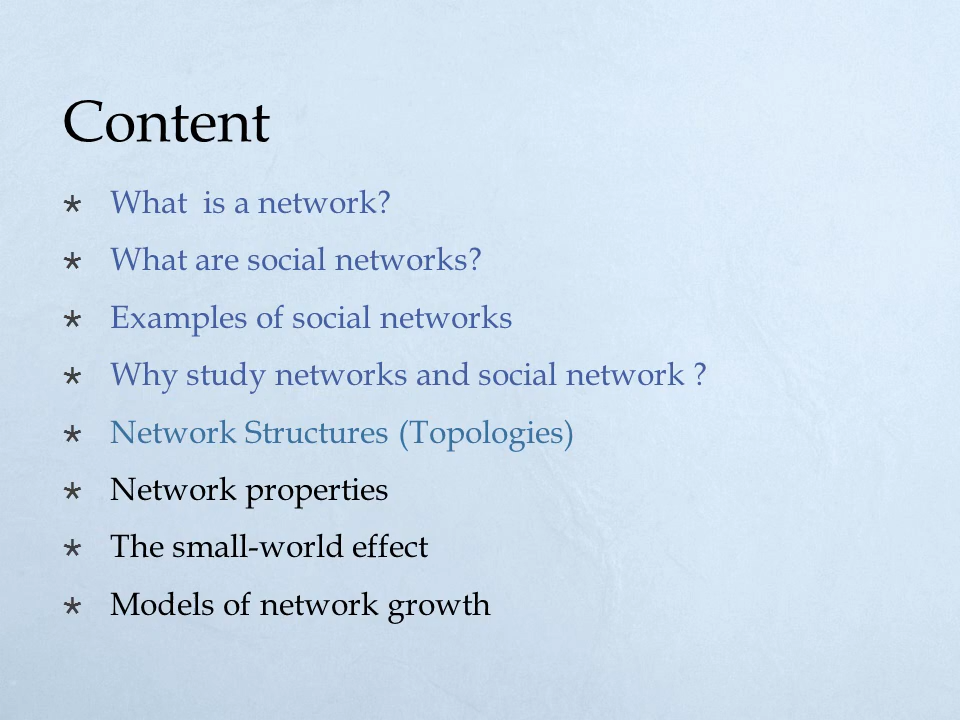 Content
* What  is a network?
* What are social networks?
* Examples of social networks
* Why study networks and social network ?
* Network Structures (Topologies)
* Network properties
* The small-world effect
* Models of network growth